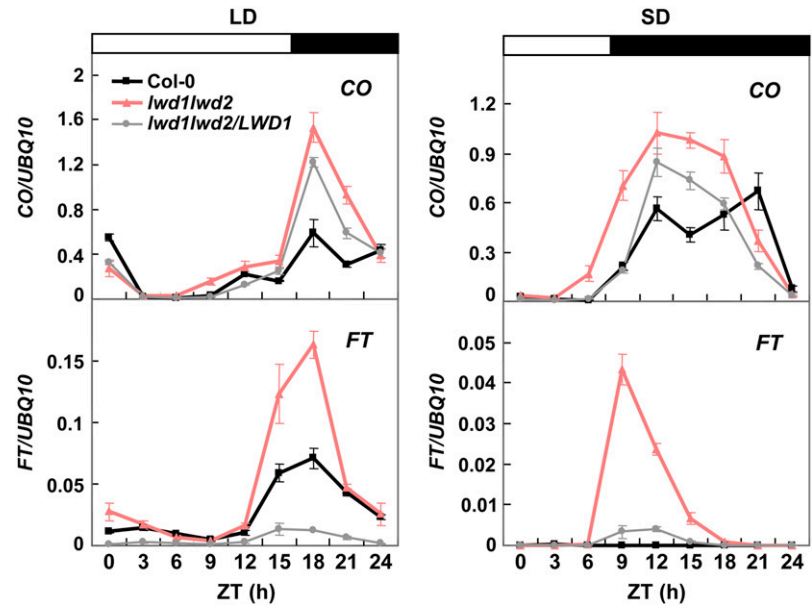 LD
SD
2
1.6
1.2
0.8
0.4
0
CO/UBQ10
Col-0
lwd1lwd2
lwd1lwd2/LWD1
CO
1.2
0.9
0.6
0.3
0
CO/UBQ10
CO
0.15
0.1
0.05
0
FT/UBQ10
FT
0 3 6 9 12 15 18 21 24
ZT (h)
0.05
0.04
0.03
0.02
0.01
0
FT/UBQ10
FT
0 3 6 9 12 15 18 21 24
ZT (h)